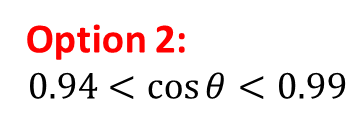 Option 2:
0.94 < cos θ < 0.99